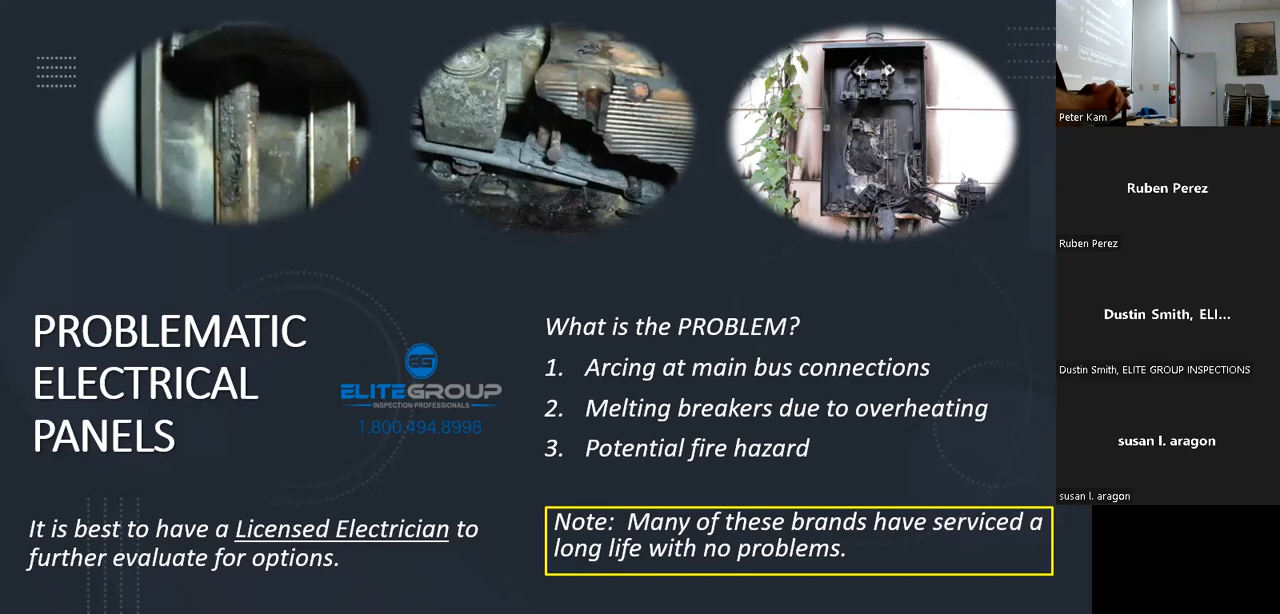 PROBLEMATIC
ELECTRICAL
PANELS
ELITEGROUP
INSPECTION PROFESSIONALS
1.800.494.8998
It is best to have a Licensed Electrician to
further evaluate for options.
What is the PROBLEM?
1. Arcing at main bus connections
2. Melting breakers due to overheating
3. Potential fire hazard
Note: Many of these brands have serviced a
long life with no problems.
Peter Kam
Ruben Perez
Ruben Perez
Dustin Smith, ELI...
Dustin Smith, ELITE GROUP INSPECTIONS
susan l. aragon
susan l. aragon